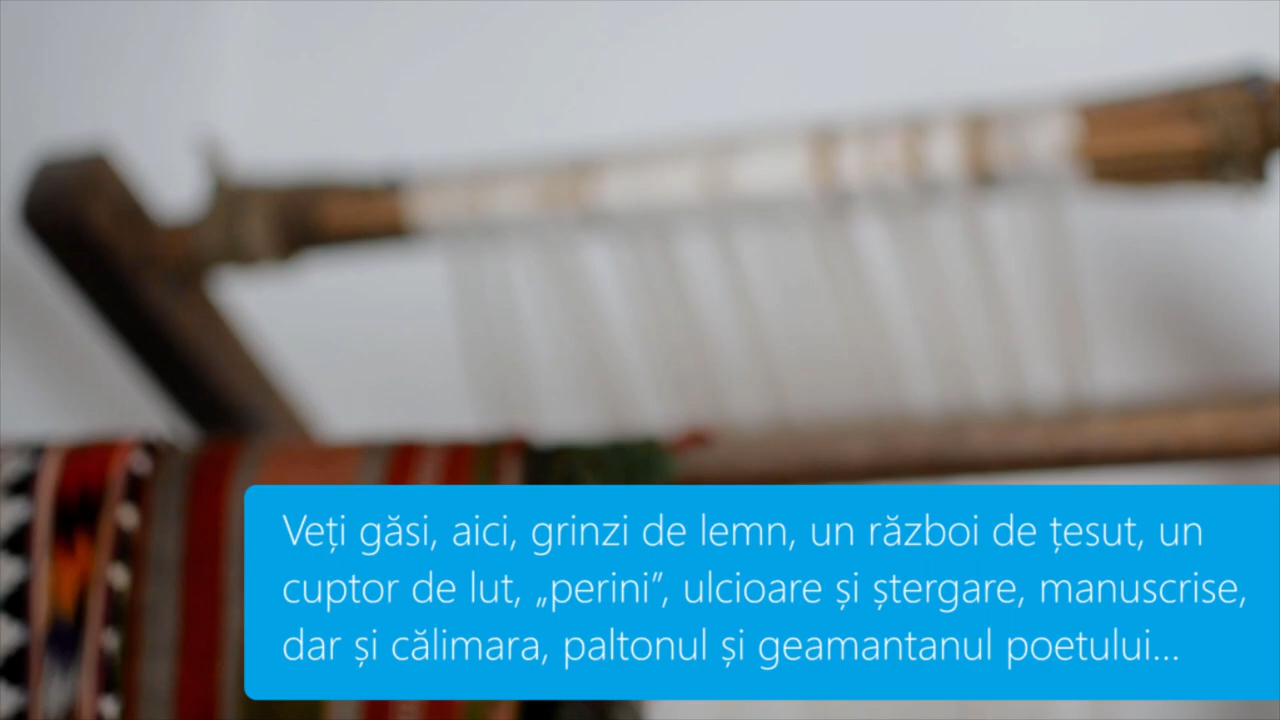 Veți găsi, aici, grinzi de lemn, un război de țesut, un
cuptor de lut, „perini”, ulcioare și ștergare, manuscrise,
dar și călimara, paltonul și geamantanul poetului...